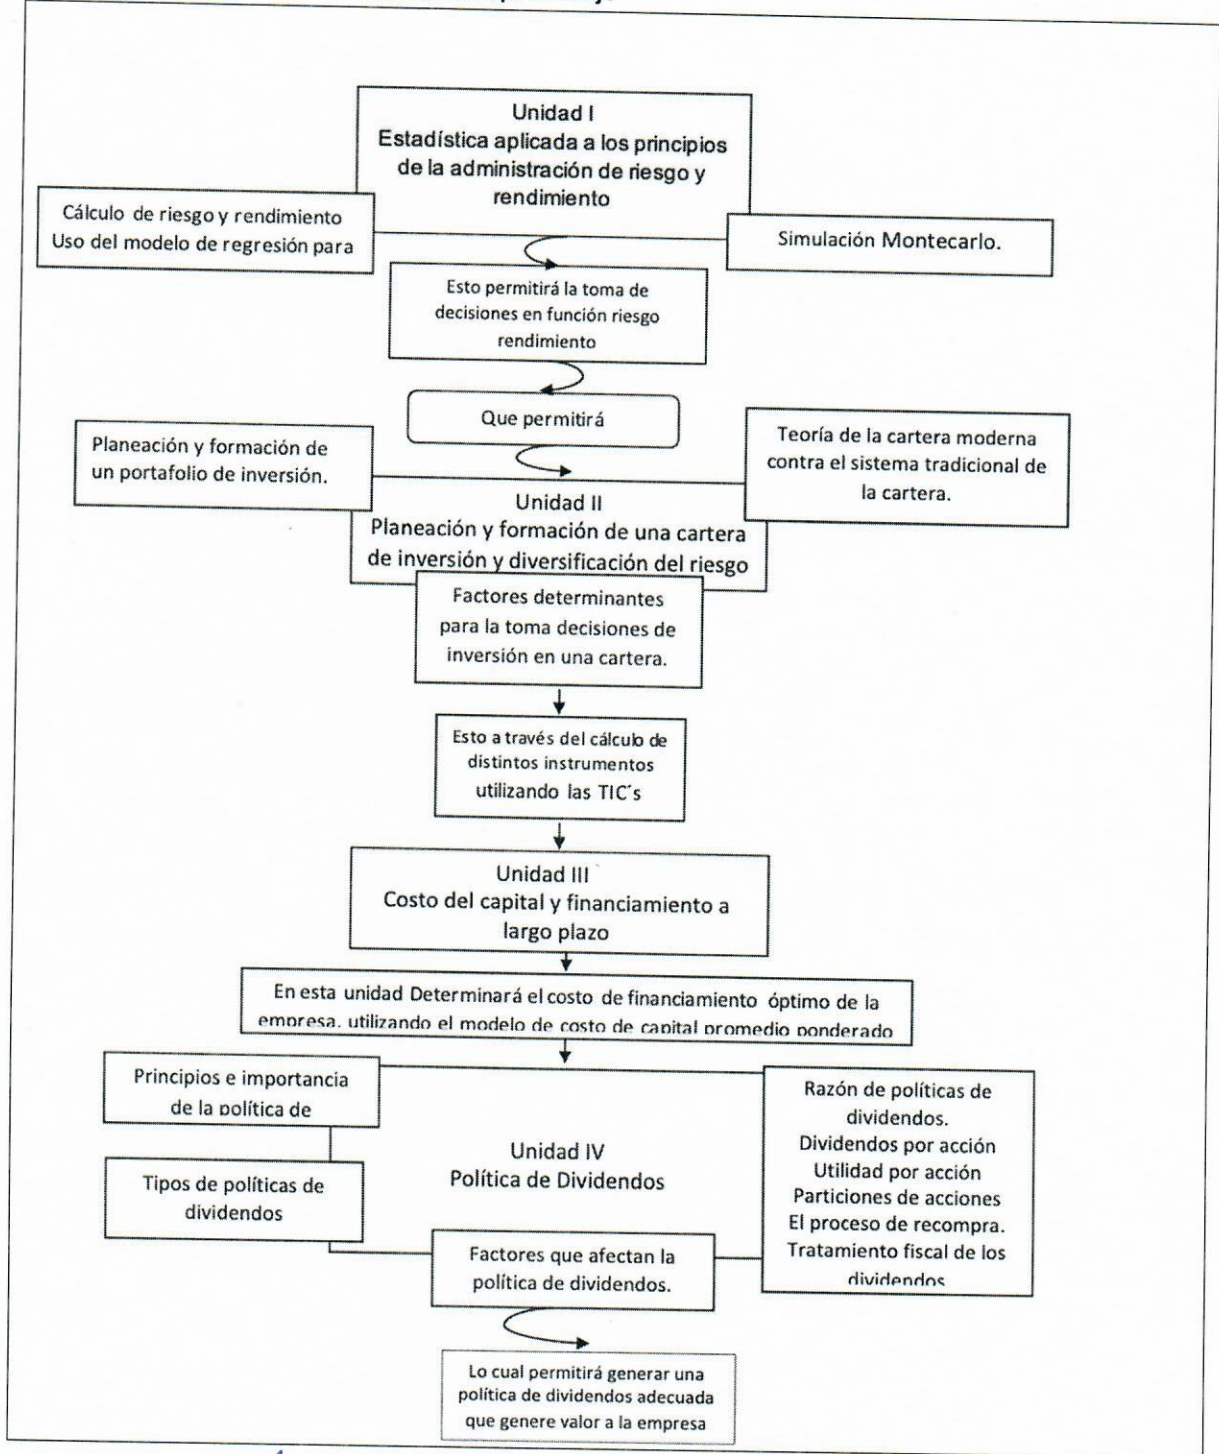 Unidad I
Estadística aplicada a los principios
de la administración de riesgo y
rendimiento
Cálculo de riesgo y rendimiento
Uso del modelo de regresión para
Simulación Montecarlo.
Esto permitirá la toma de
decisiones en función riesgo
rendimiento
Que permitirá
Planeación y formación de
un portafolio de inversión.
Teoría de la cartera moderna
contra el sistema tradicional de
la cartera.
Unidad II
Planeación y formación de una cartera
de inversión y diversificación del riesgo
Factores determinantes
para la toma decisiones de
inversión en una cartera.
Esto a través del cálculo de
distintos instrumentos
utilizando las TIC´s
Unidad III
Costo del capital y financiamiento a
largo plazo
En esta unidad Determinará el costo de financiamiento óptimo de la
empresa, utilizando el modelo de costo de capital promedio ponderado
Principios e importancia
de la política de
Tipos de políticas de
dividendos
Unidad IV
Política de Dividendos
Razón de políticas de
dividendos.
Dividendos por acción
Utilidad por acción
Particiones de acciones
El proceso de recompra.
Tratamiento fiscal de los
dividendos
Factores que afectan la
política de dividendos.
Lo cual permitirá generar una
política de dividendos adecuada
que genere valor a la empresa